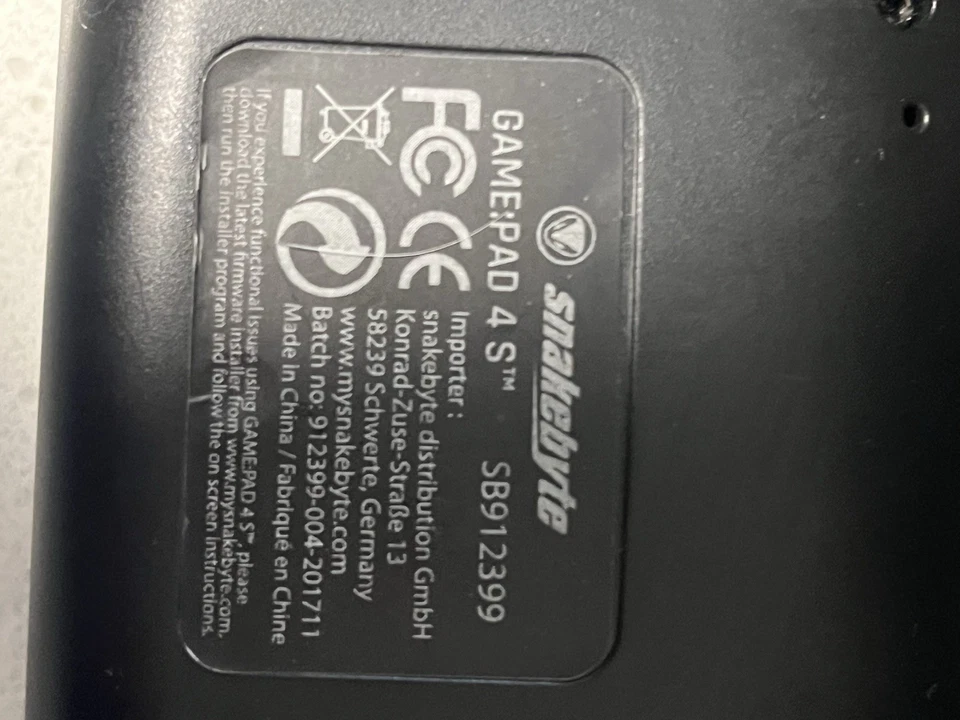 snakebyte
GAME:PAD 4 S™ SB912399
FC CE
Importer :
snakebyte distribution GmbH
Konrad-Zuse-Straße 13
58239 Schwerte, Germany
www.mysnakebyte.com
Batch no: 912399-004-201711
Made in China / Fabriqué en Chine
If you experience functional issues using GAME:PAD 4 S™, please
download the latest firmware installer from www.mysnakebyte.com,
then run the installer program and follow the on screen instructions.